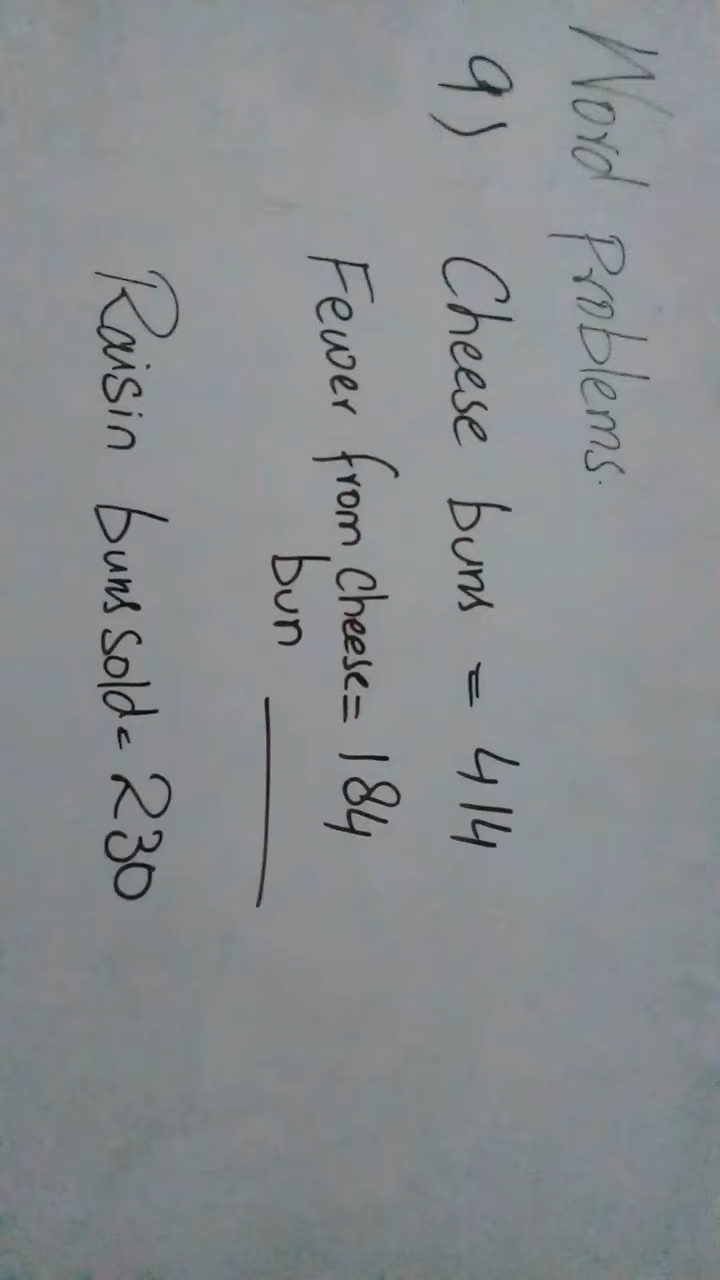 Word Problems.
9) Cheese buns = 414
Fewer from Cheese = 184
bun
Raisin buns sold = 230